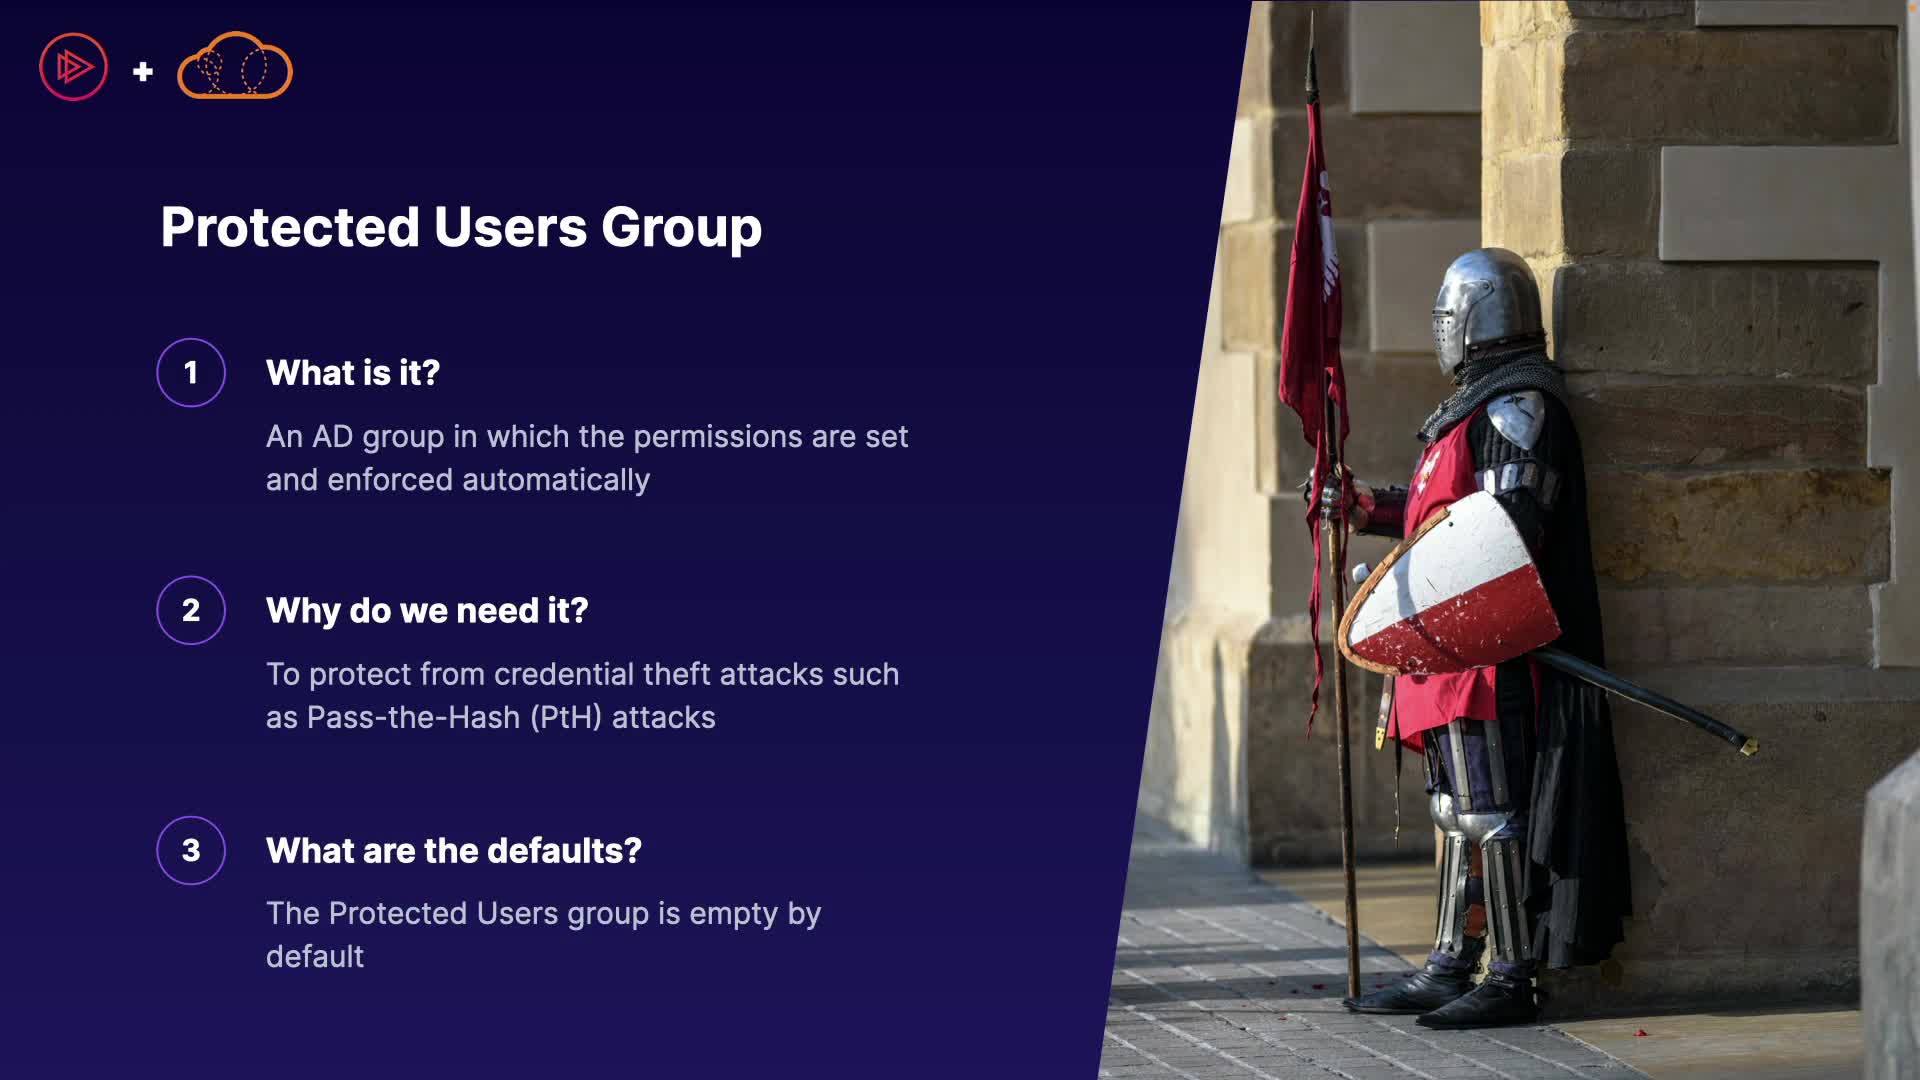 Protected Users Group
1
What is it?
An AD group in which the permissions are set
and enforced automatically
2
Why do we need it?
To protect from credential theft attacks such
as Pass-the-Hash (PtH) attacks
3
What are the defaults?
The Protected Users group is empty by
default